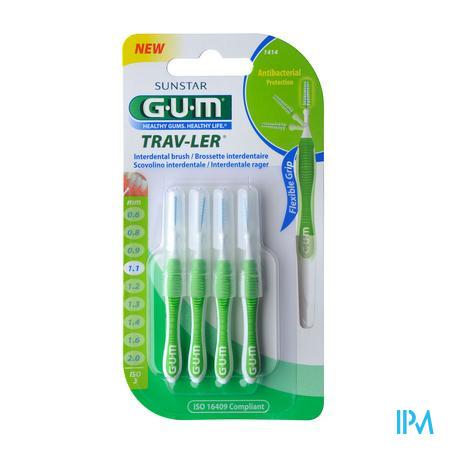 NEW
1414
SUNSTAR
G·U·M®
HEALTHY GUMS. HEALTHY LIFE.®
TRAV-LER®
Interdental brush / Brossette interdentaire
Scovolino interdentale / Interdentale rager
Antibacterial
Protection
Flexible Grip
mm
0.6
0.8
0.9
1.1
1.2
1.3
1.4
1.6
2.0
ISO
3
G·U·M
G·U·M
G·U·M
G·U·M
G·U·M
ISO 16409 Compliant
IPM